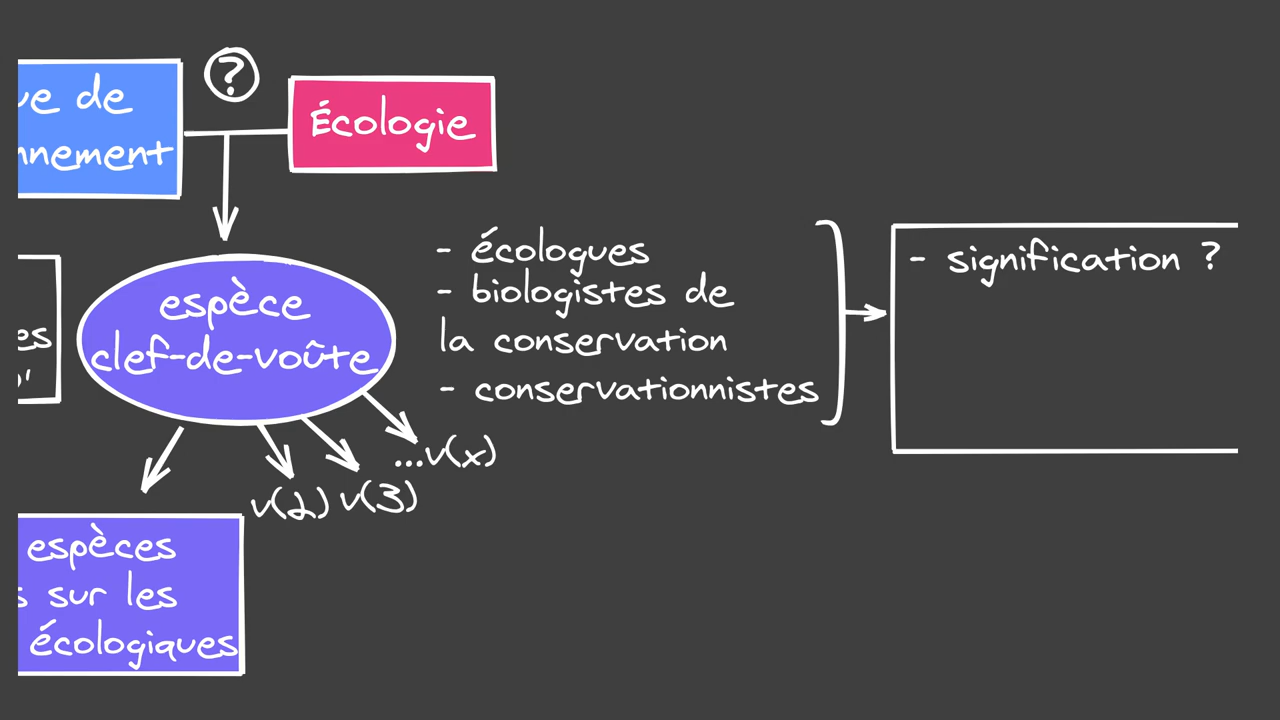 ?
ue de
nnement
Écologie
- écologues
- biologistes de
la conservation
- conservationnistes
- signification ?
espèce
clef-de-voûte
es
...v(x)
v(2) v(3)
espèces
s sur les
écologiques